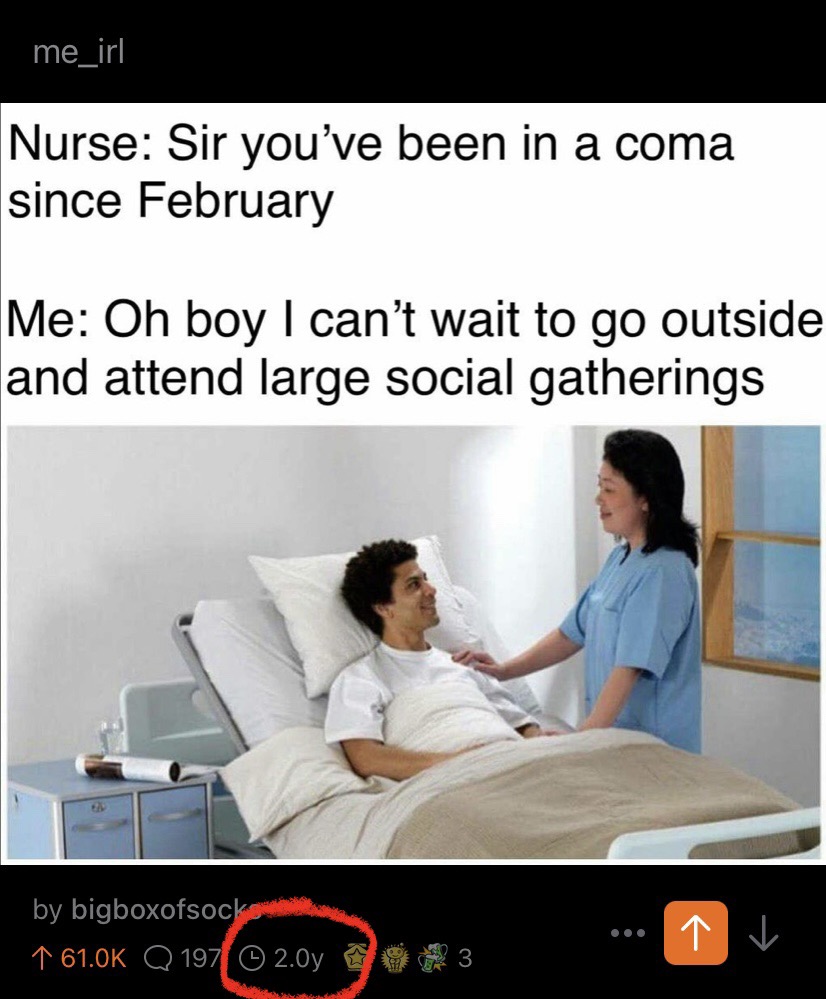 me_irl
Nurse: Sir you’ve been in a coma
since February
Me: Oh boy I can’t wait to go outside
and attend large social gatherings
by bigboxofsocks
61.0K 197 2.0y 3